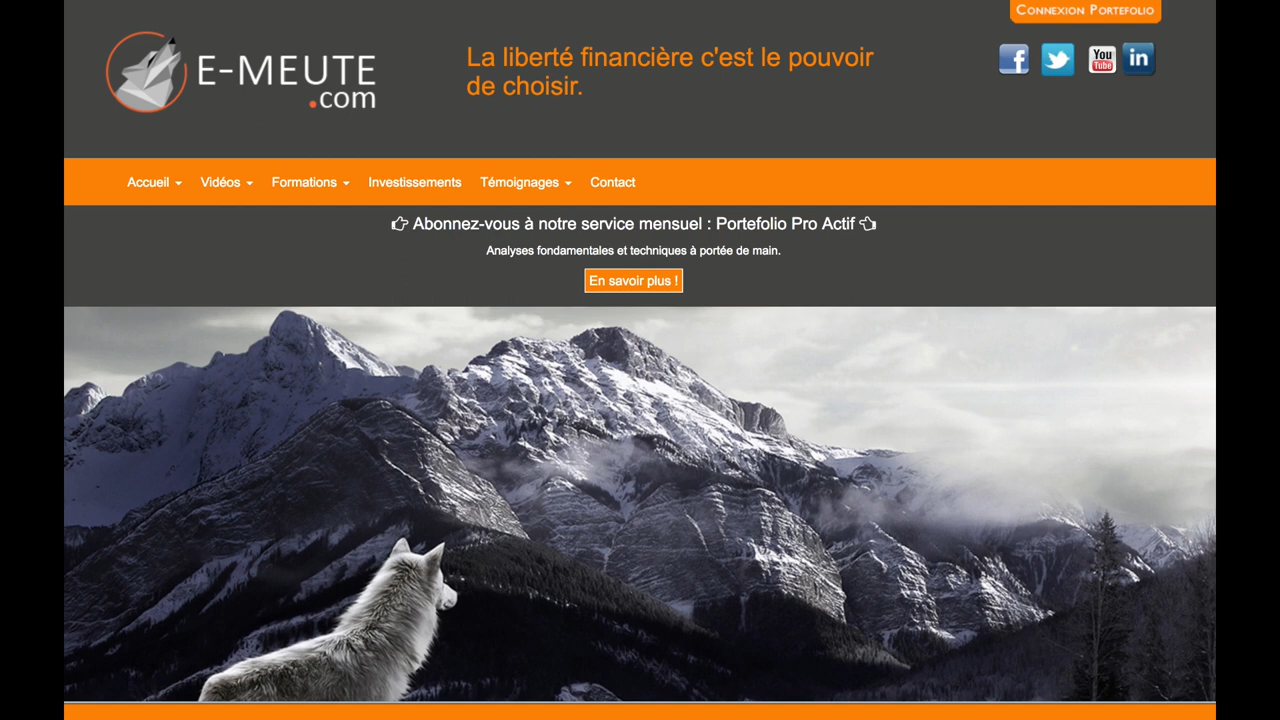 Connexion Portefolio
E-MEUTE
.com
La liberté financière c'est le pouvoir
de choisir.
f
You
Tube
in
Accueil Vidéos Formations Investissements Témoignages Contact
Abonnez-vous à notre service mensuel : Portefolio Pro Actif
Analyses fondamentales et techniques à portée de main.
En savoir plus !